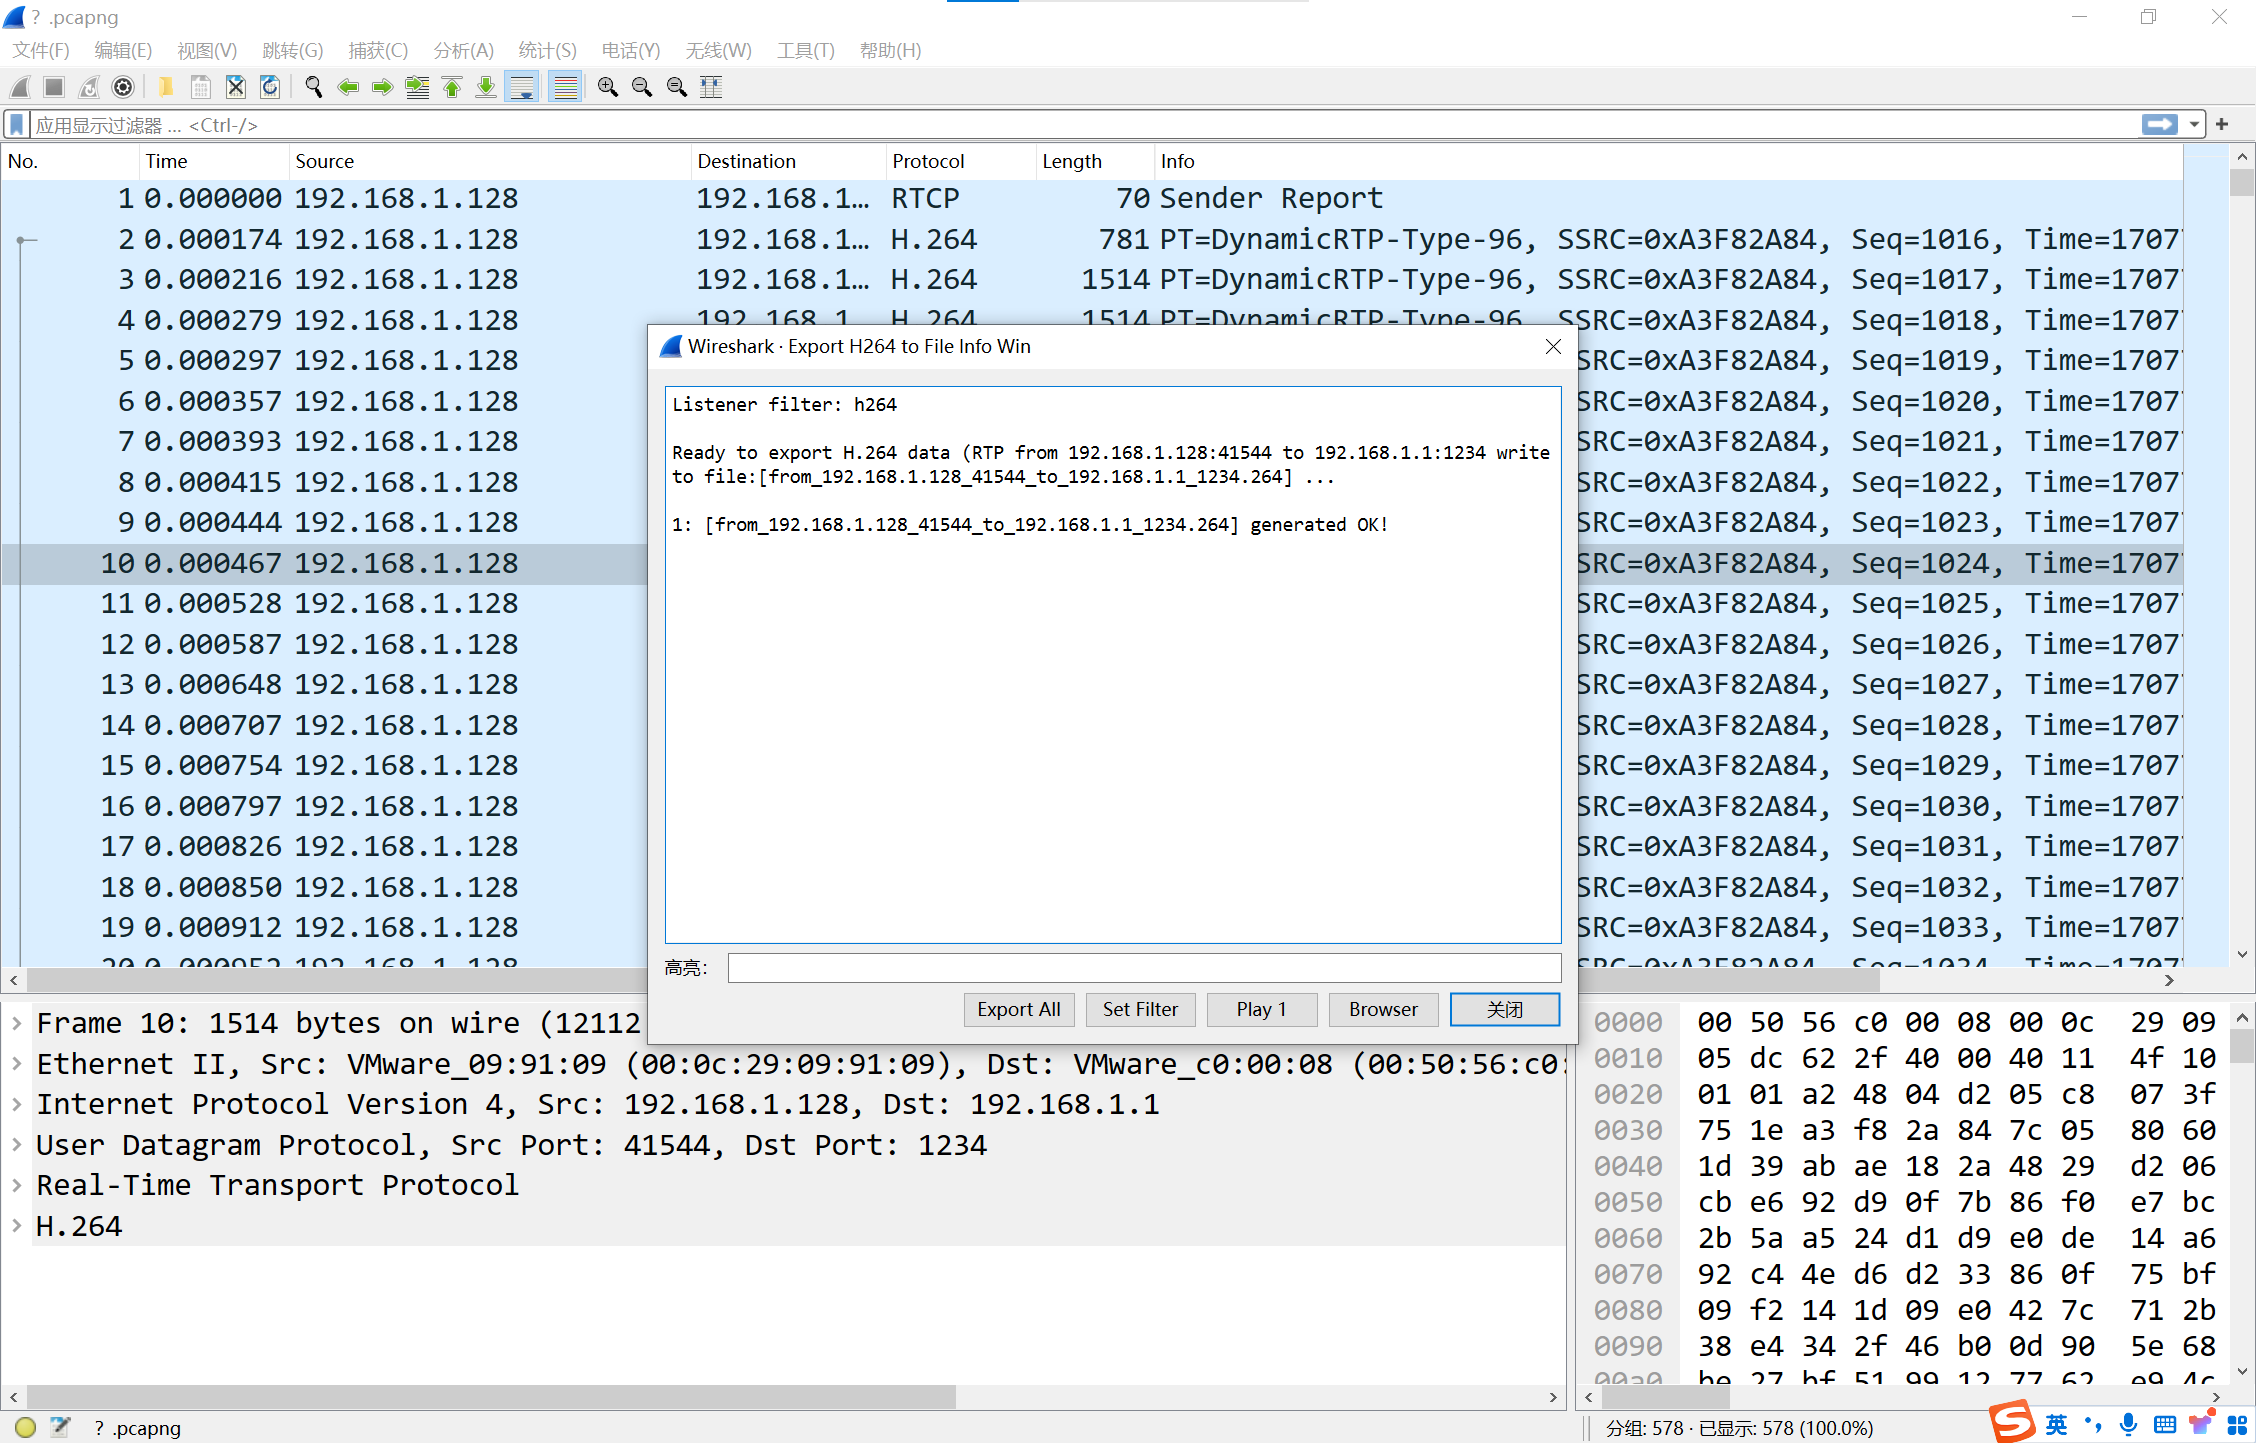 ? .pcapng
文件(F) 编辑(E) 视图(V) 跳转(G) 捕获(C) 分析(A) 统计(S) 电话(Y) 无线(W) 工具(T) 帮助(H)
应用显示过滤器 … <Ctrl-/>
No. Time Source Destination Protocol Length Info
1 0.000000 192.168.1.128 192.168.1… RTCP 70 Sender Report
2 0.000174 192.168.1.128 192.168.1… H.264 781 PT=DynamicRTP-Type-96, SSRC=0xA3F82A84, Seq=1016, Time=1707
3 0.000216 192.168.1.128 192.168.1… H.264 1514 PT=DynamicRTP-Type-96, SSRC=0xA3F82A84, Seq=1017, Time=1707
4 0.000279 192.168.1.128 192.168.1 H.264 1514 PT=DynamicRTP-Type-96 SSRC=0xA3F82A84, Seq=1018, Time=1707
5 0.000297 192.168.1.128 SRC=0xA3F82A84, Seq=1019, Time=1707
6 0.000357 192.168.1.128 SRC=0xA3F82A84, Seq=1020, Time=1707
7 0.000393 192.168.1.128 SRC=0xA3F82A84, Seq=1021, Time=1707
8 0.000415 192.168.1.128 SRC=0xA3F82A84, Seq=1022, Time=1707
9 0.000444 192.168.1.128 SRC=0xA3F82A84, Seq=1023, Time=1707
10 0.000467 192.168.1.128 SRC=0xA3F82A84, Seq=1024, Time=1707
11 0.000528 192.168.1.128 SRC=0xA3F82A84, Seq=1025, Time=1707
12 0.000587 192.168.1.128 SRC=0xA3F82A84, Seq=1026, Time=1707
13 0.000648 192.168.1.128 SRC=0xA3F82A84, Seq=1027, Time=1707
14 0.000707 192.168.1.128 SRC=0xA3F82A84, Seq=1028, Time=1707
15 0.000754 192.168.1.128 SRC=0xA3F82A84, Seq=1029, Time=1707
16 0.000797 192.168.1.128 SRC=0xA3F82A84, Seq=1030, Time=1707
17 0.000826 192.168.1.128 SRC=0xA3F82A84, Seq=1031, Time=1707
18 0.000850 192.168.1.128 SRC=0xA3F82A84, Seq=1032, Time=1707
19 0.000912 192.168.1.128 SRC=0xA3F82A84, Seq=1033, Time=1707
Wireshark · Export H264 to File Info Win
Listener filter: h264
Ready to export H.264 data (RTP from 192.168.1.128:41544 to 192.168.1.1:1234 write
to file:[from_192.168.1.128_41544_to_192.168.1.1_1234.264] ...
1: [from_192.168.1.128_41544_to_192.168.1.1_1234.264] generated OK!
高亮:
Export All Set Filter Play 1 Browser 关闭
Frame 10: 1514 bytes on wire (12112
Ethernet II, Src: VMware_09:91:09 (00:0c:29:09:91:09), Dst: VMware_c0:00:08 (00:50:56:c0:
Internet Protocol Version 4, Src: 192.168.1.128, Dst: 192.168.1.1
User Datagram Protocol, Src Port: 41544, Dst Port: 1234
Real-Time Transport Protocol
H.264
0000 00 50 56 c0 00 08 00 0c 29 09
0010 05 dc 62 2f 40 00 40 11 4f 10
0020 01 01 a2 48 04 d2 05 c8 07 3f
0030 75 1e a3 f8 2a 84 7c 05 80 60
0040 1d 39 ab ae 18 2a 48 29 d2 06
0050 cb e6 92 d9 0f 7b 86 f0 e7 bc
0060 2b 5a a5 24 d1 d9 e0 de 14 a6
0070 92 c4 4e d6 d2 33 86 0f 75 bf
0080 09 f2 14 1d 09 e0 42 7c 71 2b
0090 38 e4 34 2f 46 b0 0d 90 5e 68
00a0 be 27 bf 51 99 12 77 62 e9 4c
? .pcapng
分组: 578 · 已显示: 578 (100.0%)
英